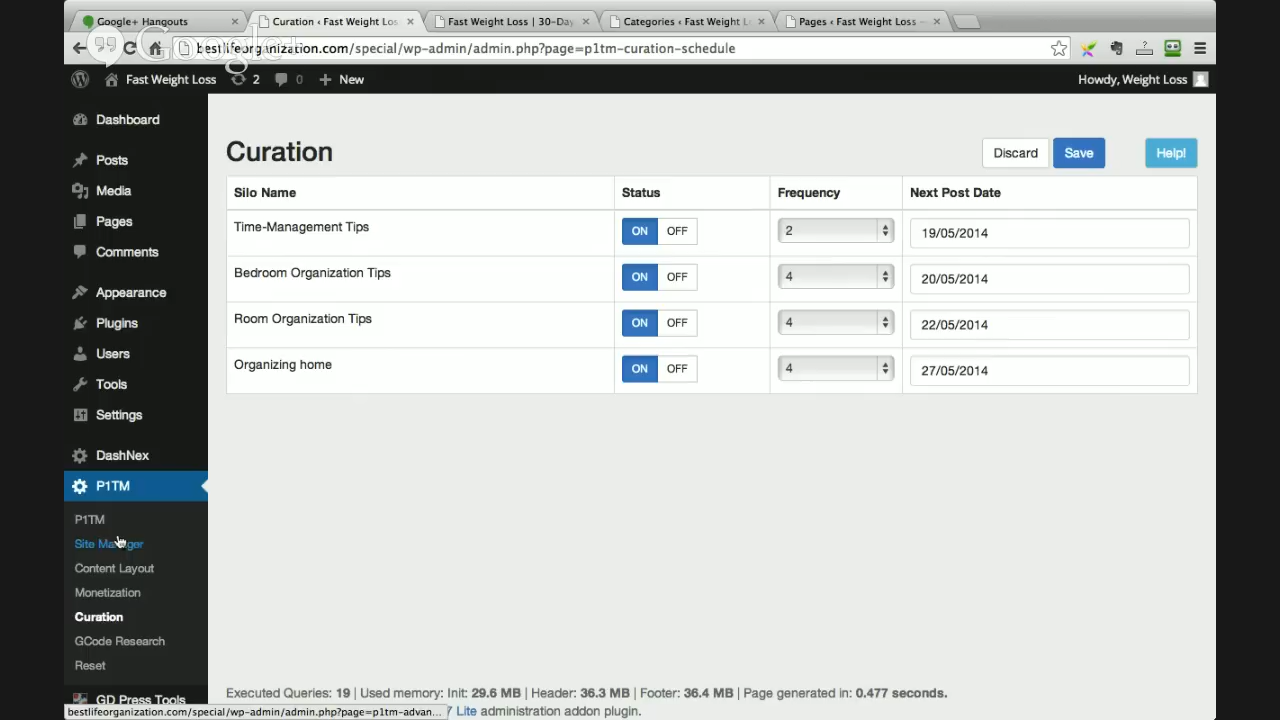 Google+ Hangouts
Curation ‹ Fast Weight Los
Fast Weight Loss | 30-Day
Categories ‹ Fast Weight L
Pages ‹ Fast Weight Loss —
bestlifeorganization.com/special/wp-admin/admin.php?page=p1tm-curation-schedule
Google+
Fast Weight Loss 2 0 + New
Howdy, Weight Loss
Dashboard
Posts
Media
Pages
Comments
Appearance
Plugins
Users
Tools
Settings
DashNex
P1TM
P1TM
Site Manager
Content Layout
Monetization
Curation
GCode Research
Reset
GD Press Tools
Curation
Discard Save Help!
Silo Name Status Frequency Next Post Date
Time-Management Tips ON OFF 2 19/05/2014
Bedroom Organization Tips ON OFF 4 20/05/2014
Room Organization Tips ON OFF 4 22/05/2014
Organizing home ON OFF 4 27/05/2014
Executed Queries: 19 | Used memory: Init: 29.6 MB | Header: 36.3 MB | Footer: 36.4 MB | Page generated in: 0.477 seconds.
7 Lite administration addon plugin.
bestlifeorganization.com/special/wp-admin/admin.php?page=p1tm-advan...